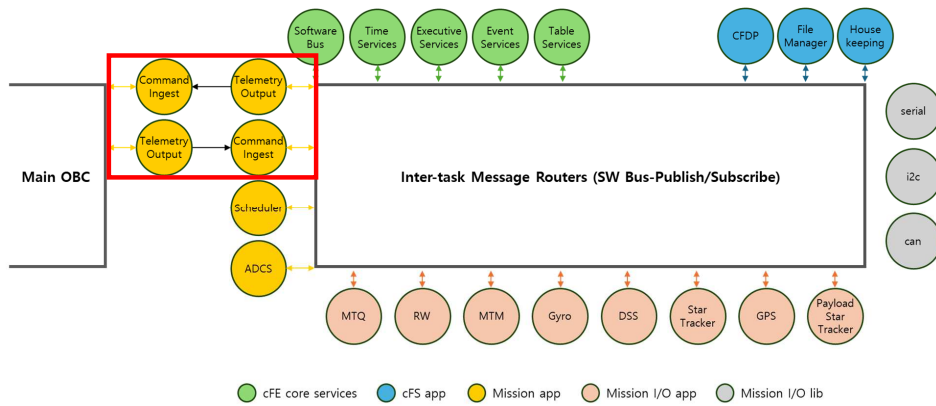 Software
Bus
Time
Services
Executive
Services
Event
Services
Table
Services
CFDP
File
Manager
House
keeping
Command
Ingest
Telemetry
Output
Telemetry
Output
Command
Ingest
Main OBC
Inter-task Message Routers (SW Bus-Publish/Subscribe)
serial
i2c
can
Scheduler
ADCS
MTQ
RW
MTM
Gyro
DSS
Star
Tracker
GPS
Payload
Star
Tracker
cFE core services
cFS app
Mission app
Mission I/O app
Mission I/O lib